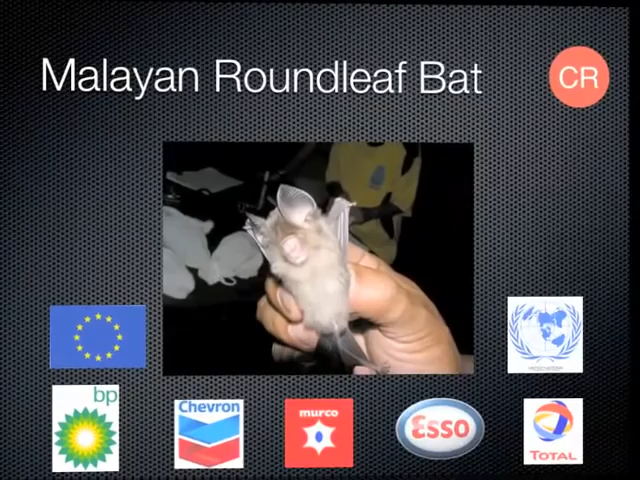 Malayan Roundleaf Bat
CR
bp
Chevron
murco
Esso
TOTAL